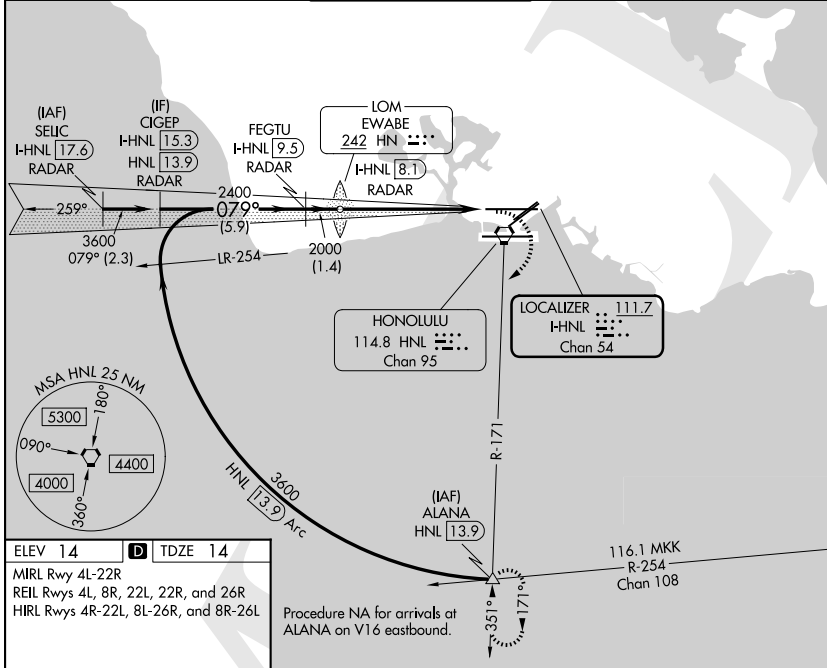 (IAF)
SELIC
I-HNL 17.6
RADAR
(IF)
CIGEP
I-HNL 15.3
HNL 13.9
RADAR
FEGTU
I-HNL 9.5
RADAR
LOM
EWABE
242 HN
I-HNL 8.1
RADAR
2400
259°
079°
(5.9)
3600
079° (2.3)
2000
(1.4)
LR-254
HONOLULU
114.8 HNL
Chan 95
LOCALIZER 111.7
I-HNL
Chan 54
R-171
MSA HNL 25 NM
5300
180°
090°
4400
4000
360°
3600
HNL 13.9 Arc
(IAF)
ALANA
HNL 13.9
116.1 MKK
R-254
Chan 108
351°
171°
ELEV 14 D TDZE 14
MIRL Rwy 4L-22R
REIL Rwys 4L, 8R, 22L, 22R, and 26R
HIRL Rwys 4R-22L, 8L-26R, and 8R-26L
Procedure NA for arrivals at
ALANA on V16 eastbound.